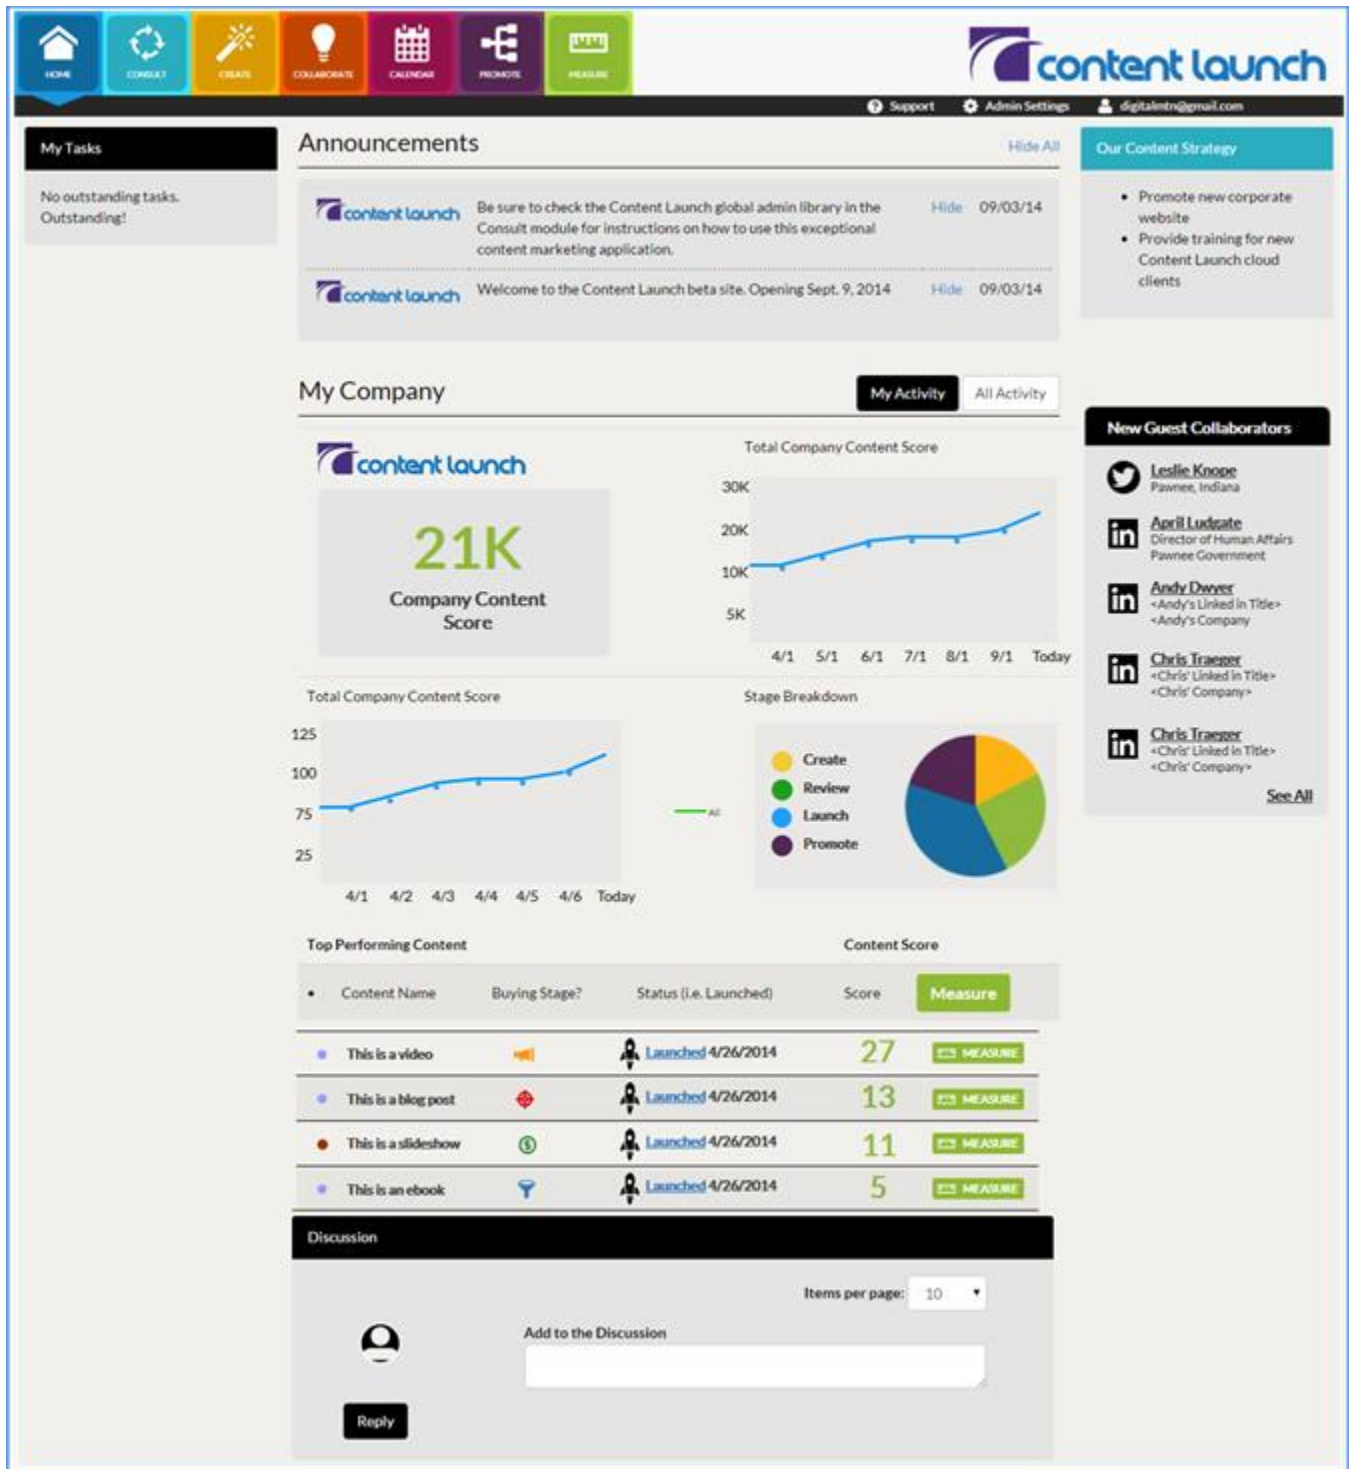 HOME
CONSULT
CREATE
COLLABORATE
CALENDAR
PROMOTE
MEASURE
content launch
Support
Admin Settings
digitalmtn@gmail.com
My Tasks
No outstanding tasks.
Outstanding!
Announcements
Hide All
content launch
Be sure to check the Content Launch global admin library in the
Hide
09/03/14
Consult module for instructions on how to use this exceptional
content marketing application.
content launch
Welcome to the Content Launch beta site. Opening Sept. 9, 2014
Hide
09/03/14
Our Content Strategy
• Promote new corporate
website
• Provide training for new
Content Launch cloud
clients
My Company
My Activity
All Activity
content launch
21K
Company Content
Score
Total Company Content Score
30K
20K
10K
5K
4/1 5/1 6/1 7/1 8/1 9/1 Today
New Guest Collaborators
Leslie Knope
Pawnee, Indiana
in
April Ludgate
Director of Human Affairs
Pawnee Government
in
Andy Dwyer
<Andy's Linked in Title>
<Andy's Company
in
Chris Traeger
<Chris' Linked in Title>
<Chris' Company>
in
Chris Traeger
<Chris' Linked in Title>
<Chris' Company>
See All
Total Company Content Score
125
100
75
25
4/1 4/2 4/3 4/4 4/5 4/6 Today
All
Stage Breakdown
Create
Review
Launch
Promote
Top Performing Content
Content Score
• Content Name Buying Stage? Status (i.e. Launched) Score Measure
This is a video Launched 4/26/2014 27 MEASURE
This is a blog post Launched 4/26/2014 13 MEASURE
This is a slideshow Launched 4/26/2014 11 MEASURE
This is an ebook Launched 4/26/2014 5 MEASURE
Discussion
Items per page: 10
Add to the Discussion
Reply